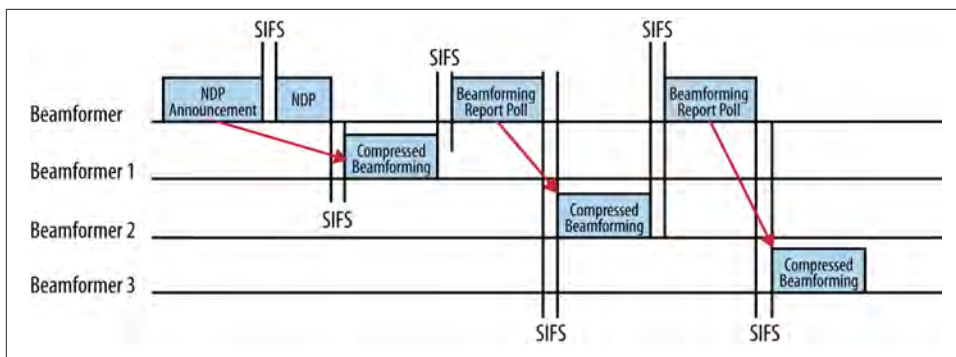 SIFS
SIFS
SIFS
NDP
Announcement
NDP
Beamforming
Report Poll
Beamforming
Report Poll
Beamformer
Compressed
Beamforming
Beamformer 1
SIFS
Compressed
Beamforming
Beamformer 2
Compressed
Beamforming
Beamformer 3
SIFS
SIFS